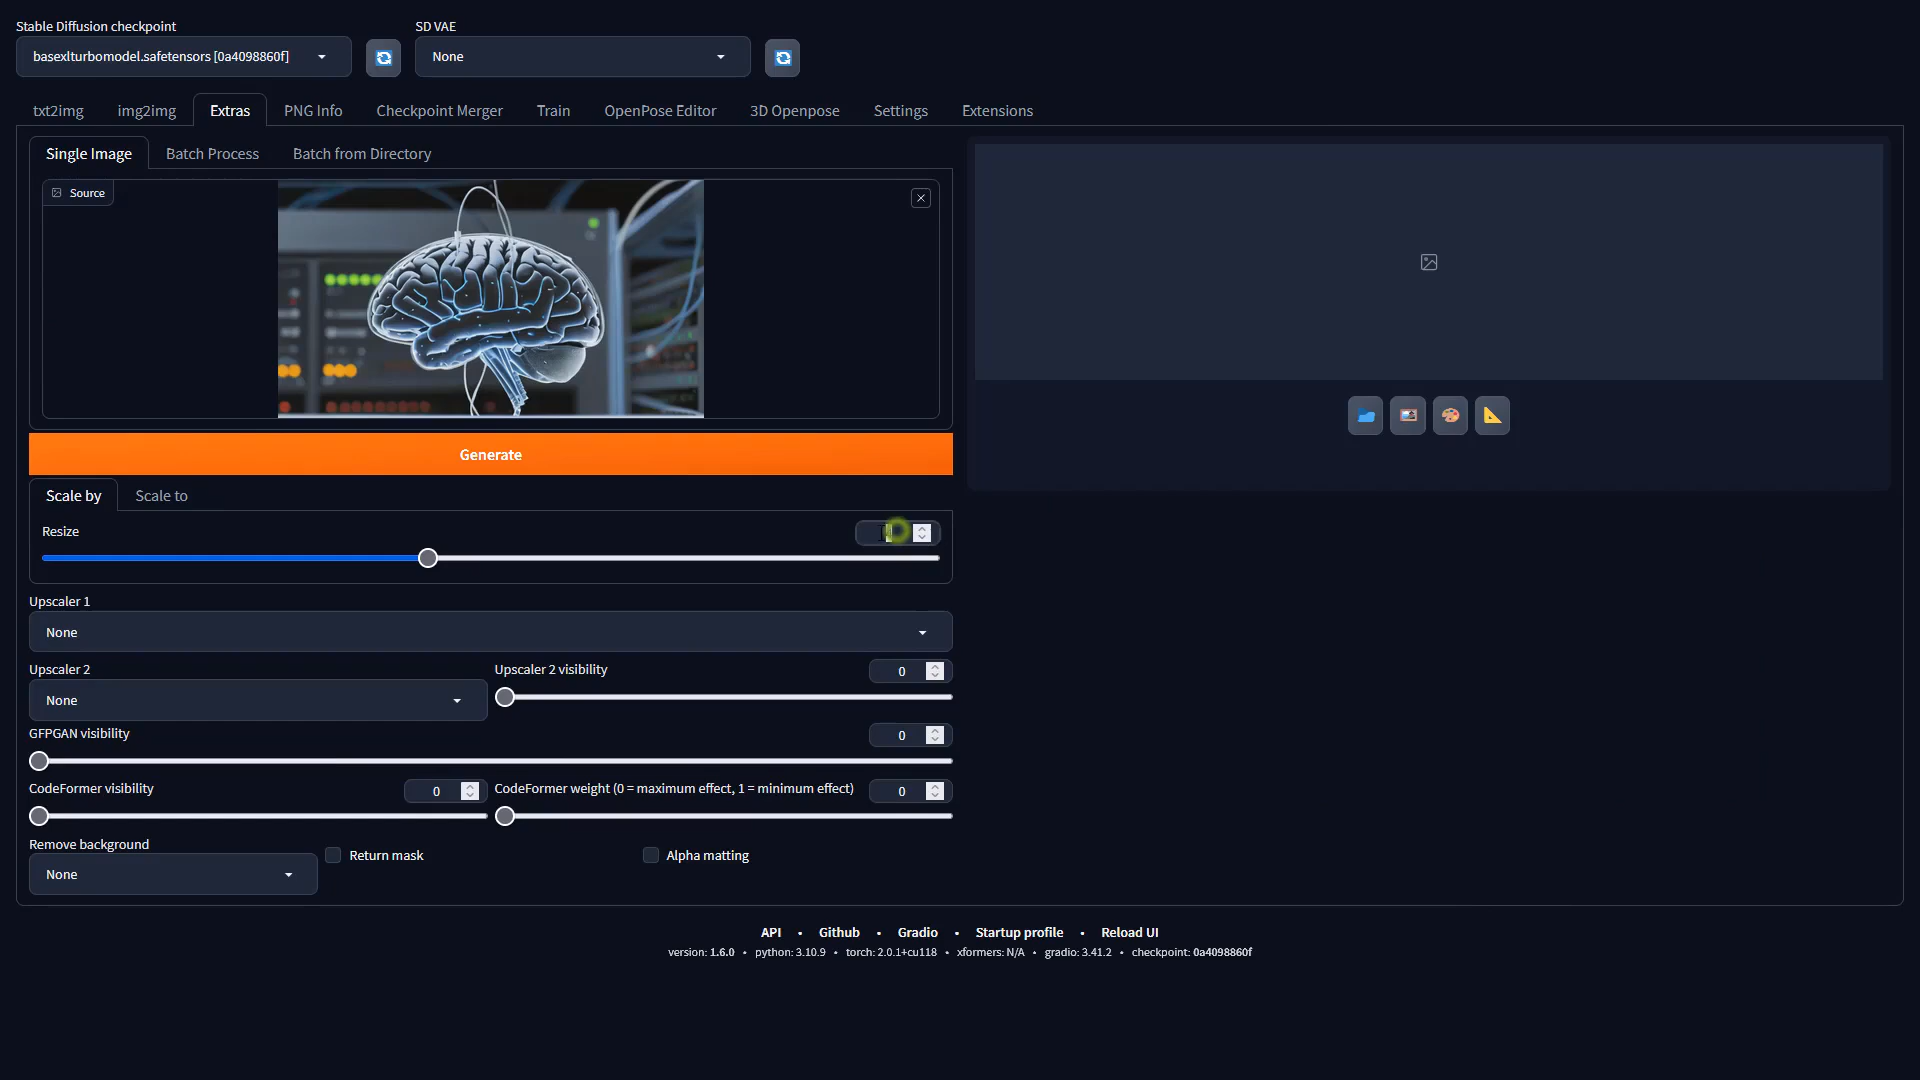 Stable Diffusion checkpoint
SD VAE
basexlturbomodel.safetensors [0a4098860f]
None
txt2img
img2img
Extras
PNG Info
Checkpoint Merger
Train
OpenPose Editor
3D Openpose
Settings
Extensions
Single Image
Batch Process
Batch from Directory
Source
Generate
Scale by
Scale to
Resize
Upscaler 1
None
Upscaler 2
None
Upscaler 2 visibility
0
GFPGAN visibility
0
CodeFormer visibility
0
CodeFormer weight (0 = maximum effect, 1 = minimum effect)
0
Remove background
None
Return mask
Alpha matting
API • Github • Gradio • Startup profile • Reload UI
version: 1.6.0 • python: 3.10.9 • torch: 2.0.1+cu118 • xformers: N/A • gradio: 3.41.2 • checkpoint: 0a4098860f